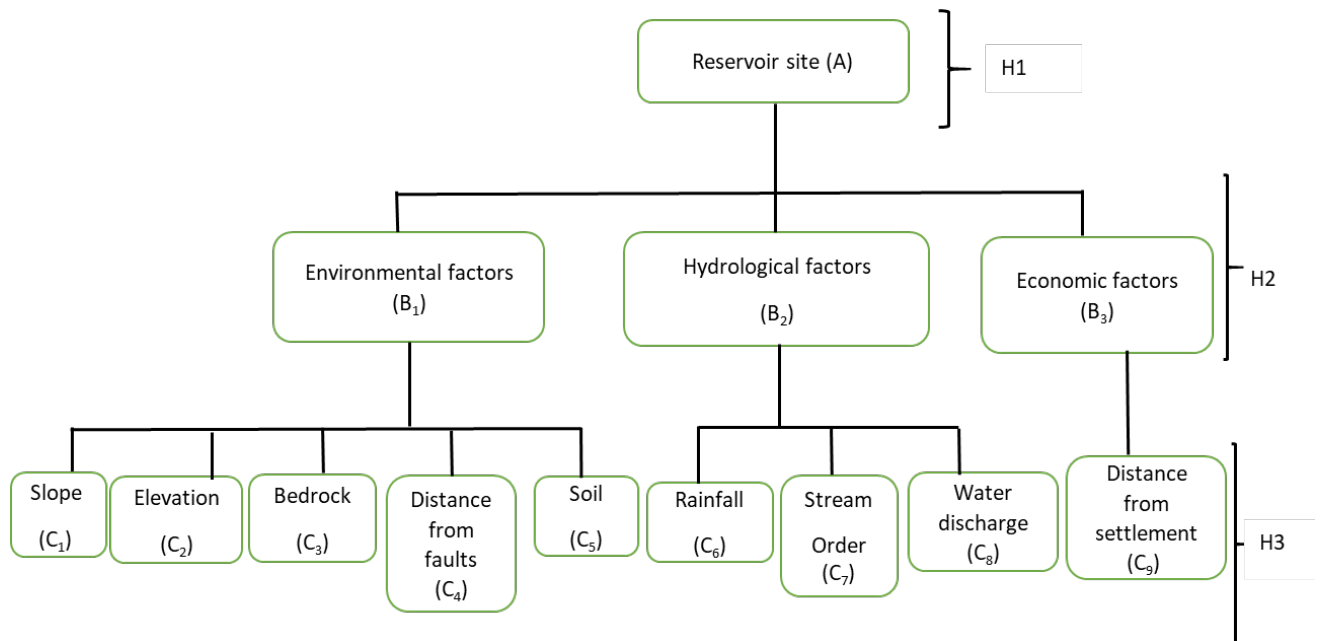 Reservoir site (A)
H1
Environmental factors
(B₁)
Hydrological factors
(B₂)
Economic factors
(B₃)
H2
Slope
(C₁)
Elevation
(C₂)
Bedrock
(C₃)
Distance
from
faults
(C₄)
Soil
(C₅)
Rainfall
(C₆)
Stream
Order
(C₇)
Water
discharge
(C₈)
Distance
from
settlement
(C₉)
H3